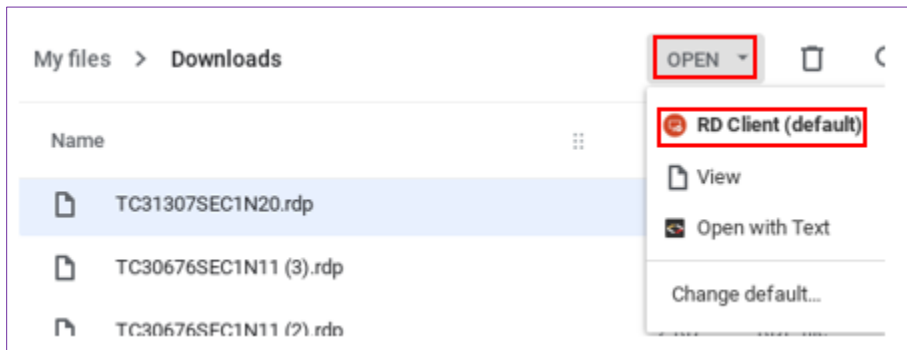 My files > Downloads
OPEN
Name
RD Client (default)
View
TC31307SEC1N20.rdp
Open with Text
TC30676SEC1N11 (3).rdp
Change default...
TC30676SEC1N11 (2).rdp